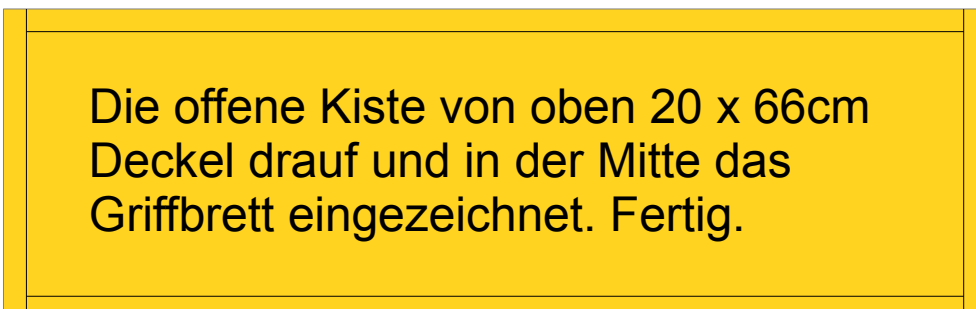 Die offene Kiste von oben 20 x 66cm
Deckel drauf und in der Mitte das
Griffbrett eingezeichnet. Fertig.